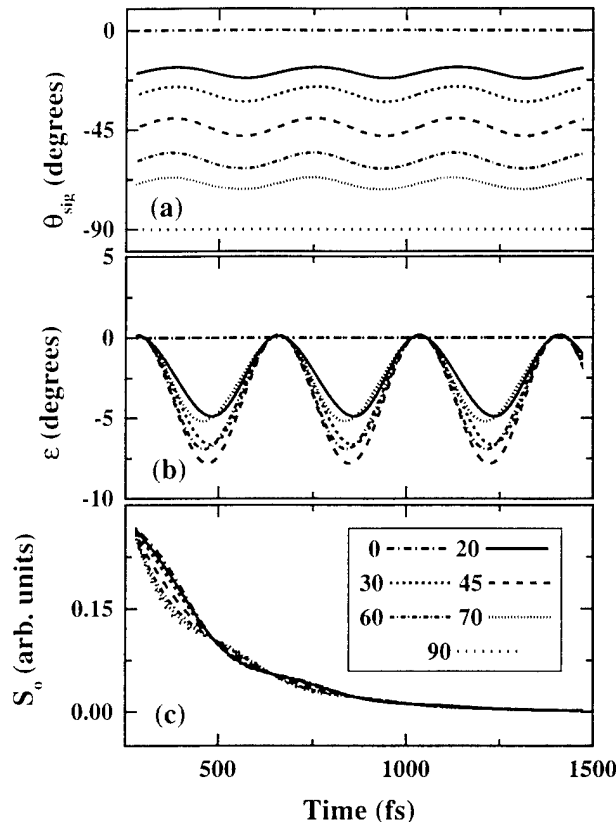 0
-45
-90
θsig (degrees)
(a)
5
0
-5
-10
ε (degrees)
(b)
0.15
0.00
So (arb. units)
(c)
0 20
30 45
60 70
90
500 1000 1500
Time (fs)